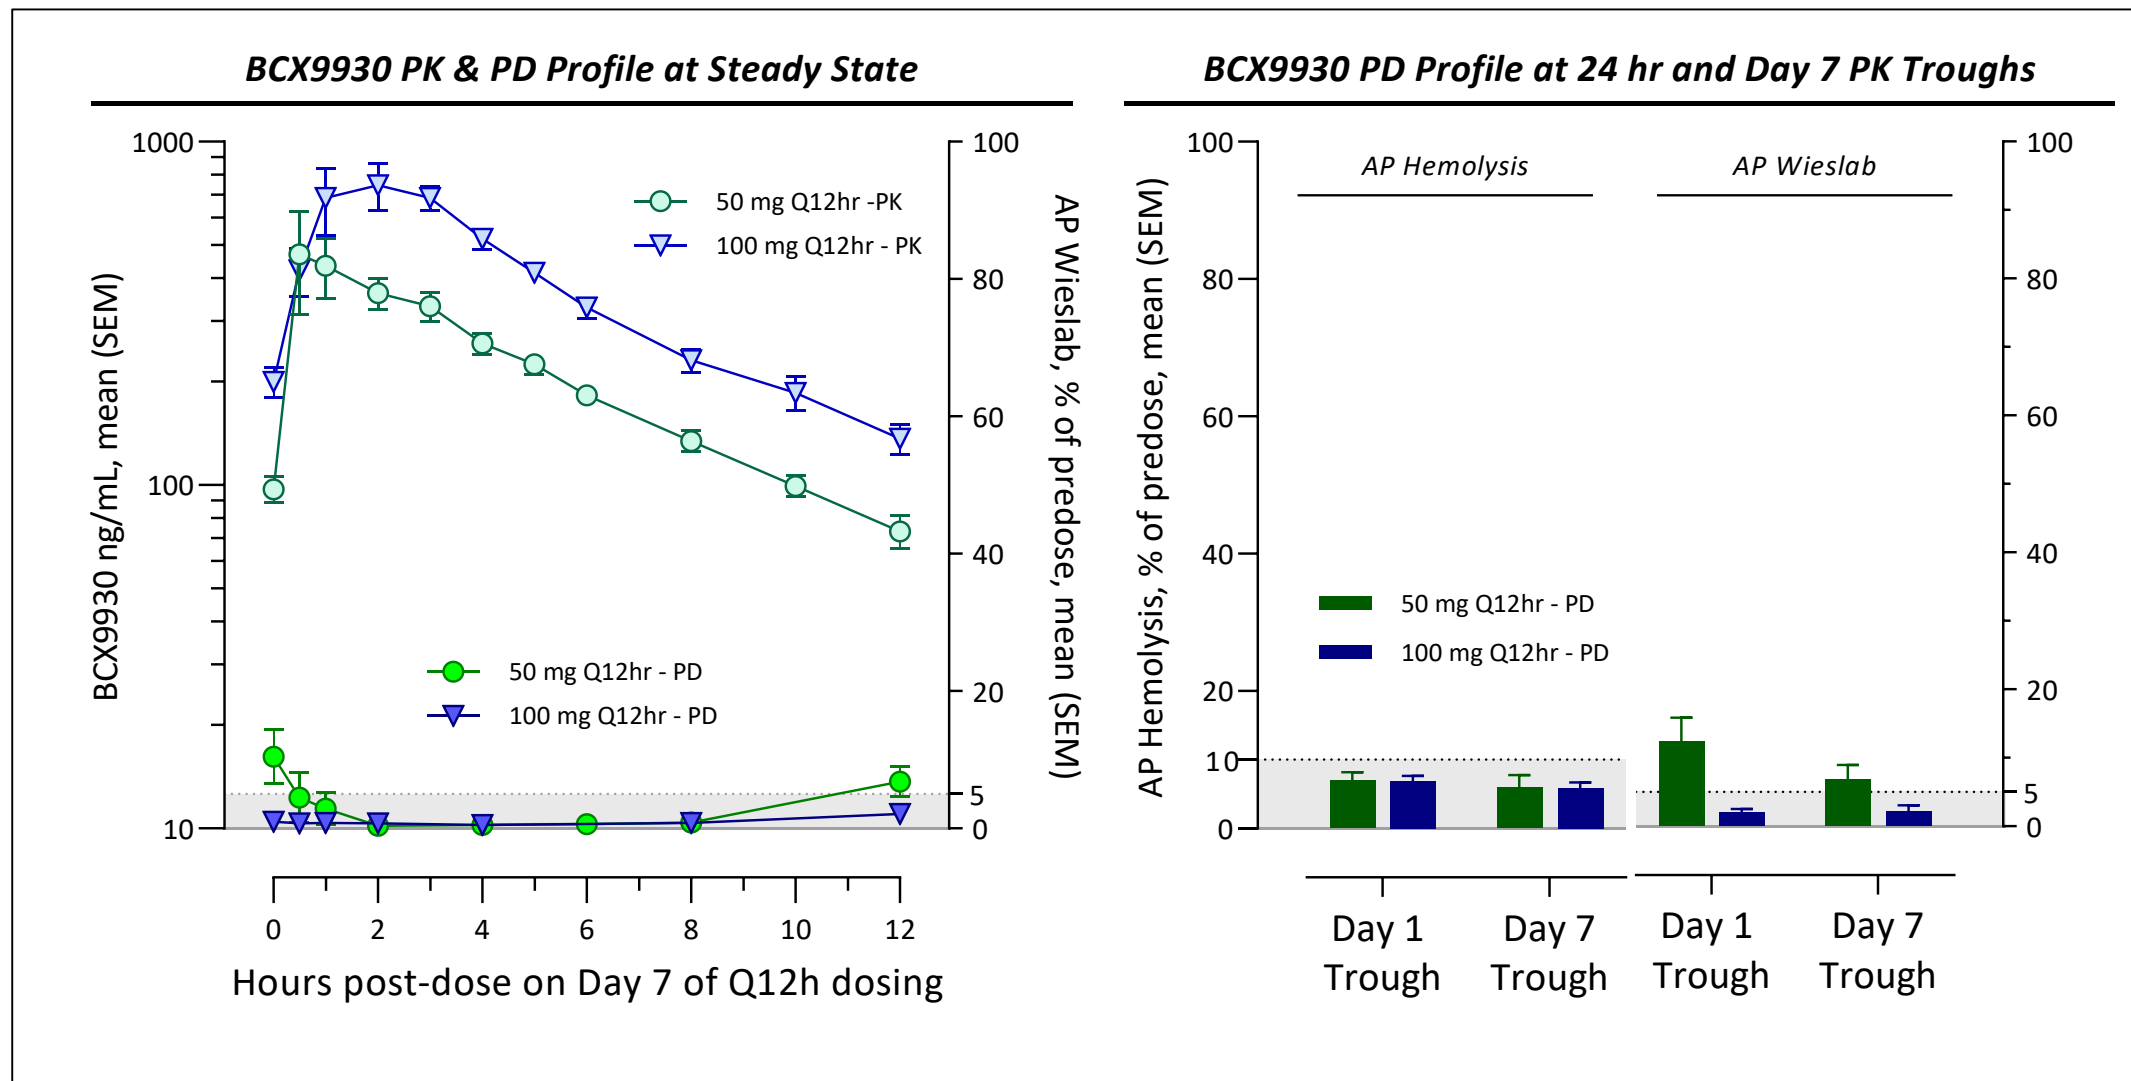 BCX9930 PK & PD Profile at Steady State
1000
100
10
BCX9930 ng/mL, mean (SEM)
50 mg Q12hr -PK
100 mg Q12hr - PK
50 mg Q12hr - PD
100 mg Q12hr - PD
100
80
60
40
20
5
0
AP Wieslab, % of predose, mean (SEM)
0 2 4 6 8 10 12
Hours post-dose on Day 7 of Q12h dosing
BCX9930 PD Profile at 24 hr and Day 7 PK Troughs
100
80
60
40
20
10
0
AP Hemolysis, % of predose, mean (SEM)
AP Hemolysis
AP Wieslab
50 mg Q12hr - PD
100 mg Q12hr - PD
100
80
60
40
20
5
0
Day 1 Trough
Day 7 Trough
Day 1 Trough
Day 7 Trough